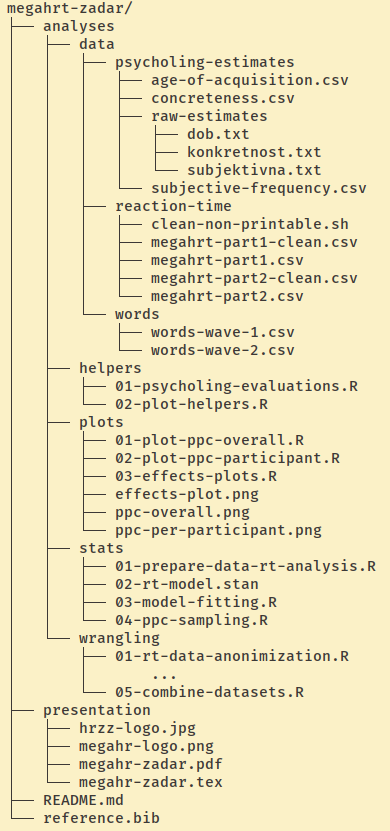 megahrt-zadar/
├── analyses
│   ├── data
│   │   ├── psycholing-estimates
│   │   │   ├── age-of-acquisition.csv
│   │   │   ├── concreteness.csv
│   │   │   ├── raw-estimates
│   │   │   │   ├── dob.txt
│   │   │   │   ├── konkretnost.txt
│   │   │   │   └── subjektivna.txt
│   │   │   └── subjective-frequency.csv
│   │   ├── reaction-time
│   │   │   ├── clean-non-printable.sh
│   │   │   ├── megahrt-part1-clean.csv
│   │   │   ├── megahrt-part1.csv
│   │   │   ├── megahrt-part2-clean.csv
│   │   │   └── megahrt-part2.csv
│   │   └── words
│   │       ├── words-wave-1.csv
│   │       └── words-wave-2.csv
│   ├── helpers
│   │   ├── 01-psycholing-evaluations.R
│   │   └── 02-plot-helpers.R
│   ├── plots
│   │   ├── 01-plot-ppc-overall.R
│   │   ├── 02-plot-ppc-participant.R
│   │   ├── 03-effects-plots.R
│   │   ├── effects-plot.png
│   │   ├── ppc-overall.png
│   │   └── ppc-per-participant.png
│   ├── stats
│   │   ├── 01-prepare-data-rt-analysis.R
│   │   ├── 02-rt-model.stan
│   │   ├── 03-model-fitting.R
│   │   └── 04-ppc-sampling.R
│   └── wrangling
│       ├── 01-rt-data-anonimization.R
│       │   ...
│       └── 05-combine-datasets.R
├── presentation
│   ├── hrzz-logo.jpg
│   ├── megahr-logo.png
│   ├── megahr-zadar.pdf
│   └── megahr-zadar.tex
├── README.md
└── reference.bib